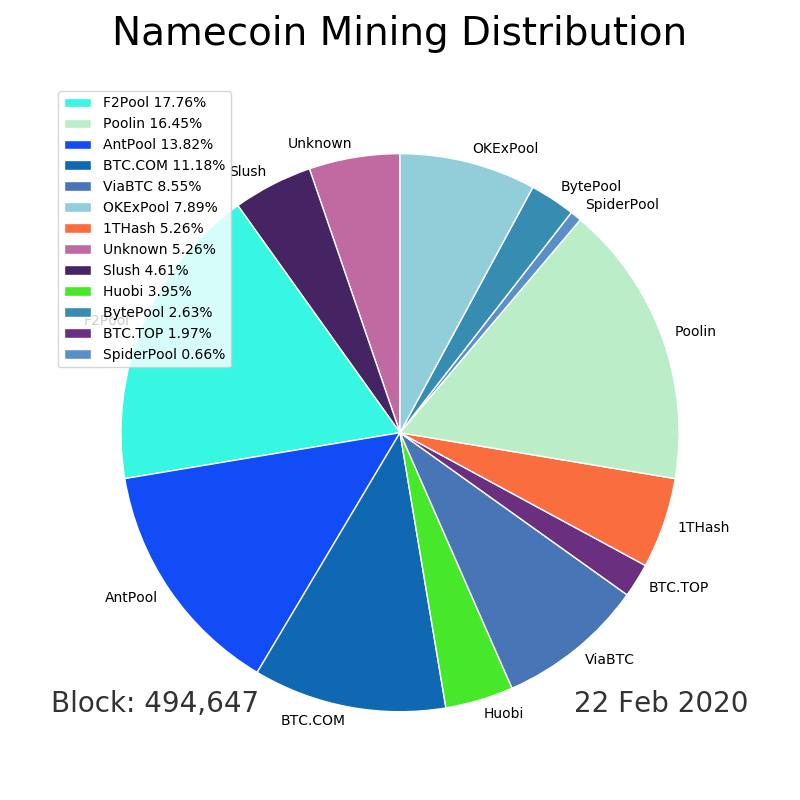 Namecoin Mining Distribution
F2Pool 17.76%
Poolin 16.45%
AntPool 13.82%
BTC.COM 11.18%
ViaBTC 8.55%
OKExPool 7.89%
1THash 5.26%
Unknown 5.26%
Slush 4.61%
Huobi 3.95%
BytePool 2.63%
BTC.TOP 1.97%
SpiderPool 0.66%
Unknown
OKExPool
Slush
BytePool
SpiderPool
F2Pool
Poolin
1THash
BTC.TOP
AntPool
ViaBTC
Huobi
BTC.COM
Block: 494,647
22 Feb 2020